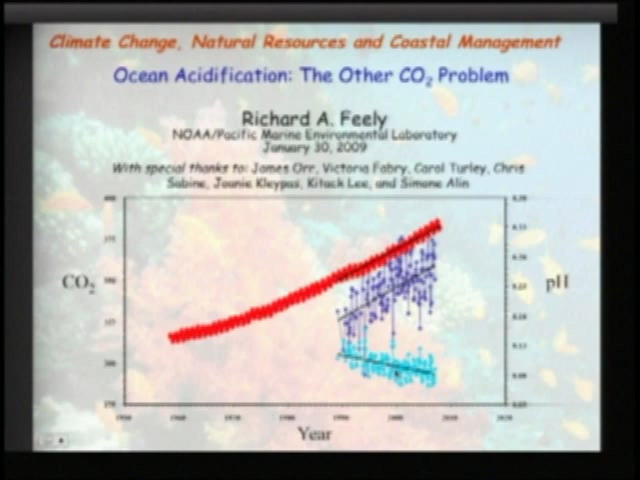 Climate Change, Natural Resources and Coastal Management
Ocean Acidification: The Other CO2 Problem
Richard A. Feely
NOAA/Pacific Marine Environmental Laboratory
January 30, 2009
With special thanks to: James Orr, Victoria Fabry, Carol Turley, Chris
Sabine, Joanie Kleypas, Kitack Lee, and Simone Alin
CO2
pH
Year